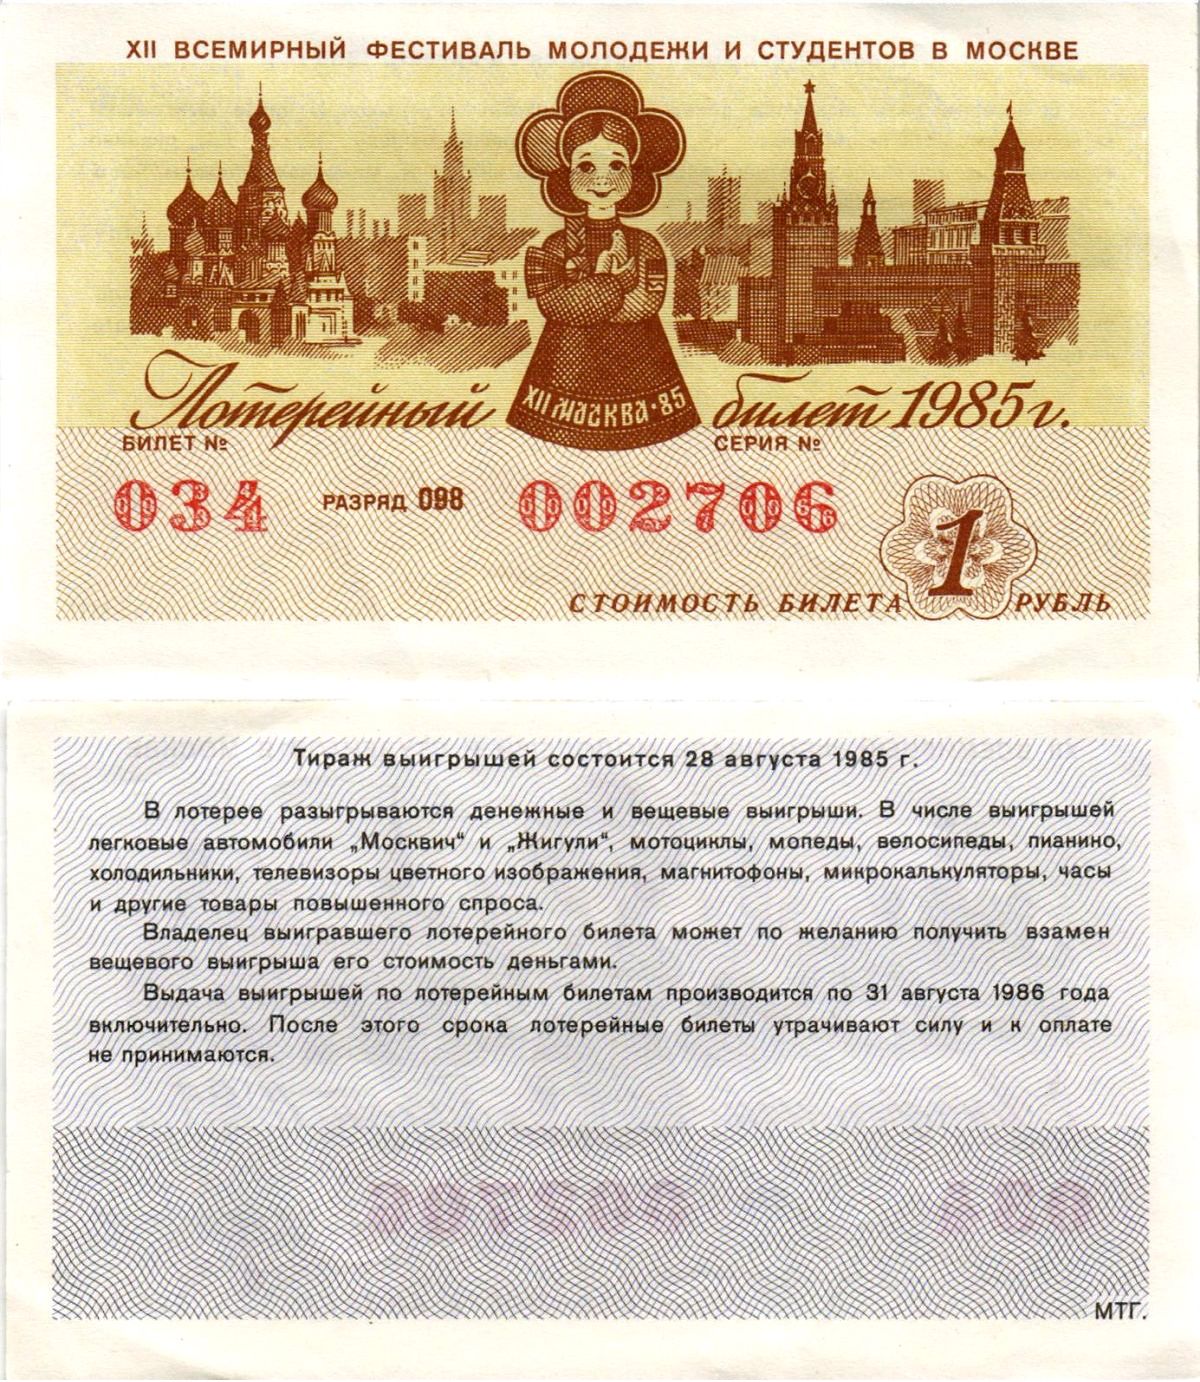 XII ВСЕМИРНЫЙ ФЕСТИВАЛЬ МОЛОДЕЖИ И СТУДЕНТОВ В МОСКВЕ
XII МОСКВА·85
Лотерейный билет 1985 г.
БИЛЕТ № СЕРИЯ №
034 РАЗРЯД 098 002706
СТОИМОСТЬ БИЛЕТА 1 РУБЛЬ
Тираж выигрышей состоится 28 августа 1985 г.
В лотерее разыгрываются денежные и вещевые выигрыши. В числе выигрышей
легковые автомобили „Москвич“ и „Жигули“, мотоциклы, мопеды, велосипеды, пианино,
холодильники, телевизоры цветного изображения, магнитофоны, микрокалькуляторы, часы
и другие товары повышенного спроса.
Владелец выигравшего лотерейного билета может по желанию получить взамен
вещевого выигрыша его стоимость деньгами.
Выдача выигрышей по лотерейным билетам производится по 31 августа 1986 года
включительно. После этого срока лотерейные билеты утрачивают силу и к оплате
не принимаются.
МТГ.